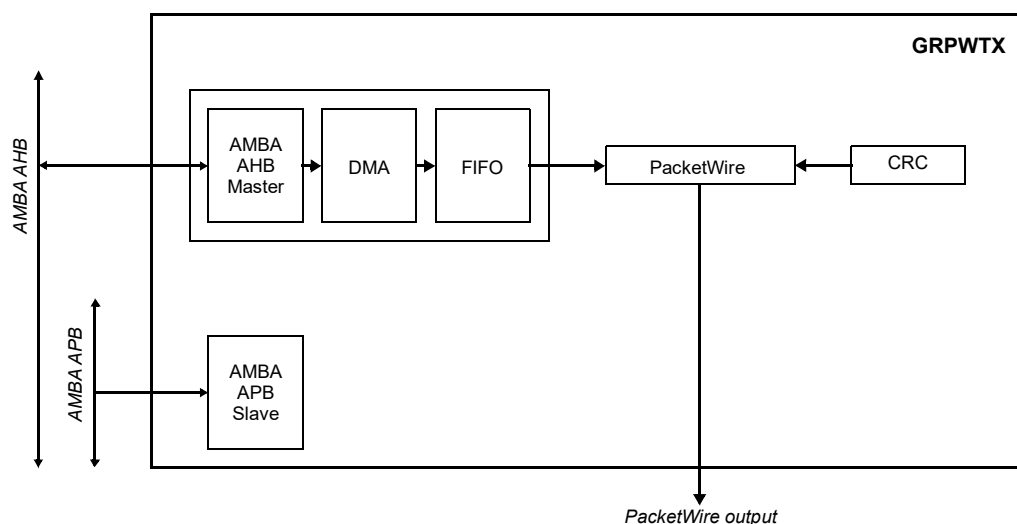 GRPWTX
AMBA AHB
AMBA
AHB
Master
DMA
FIFO
PacketWire
CRC
AMBA APB
AMBA
APB
Slave
PacketWire output